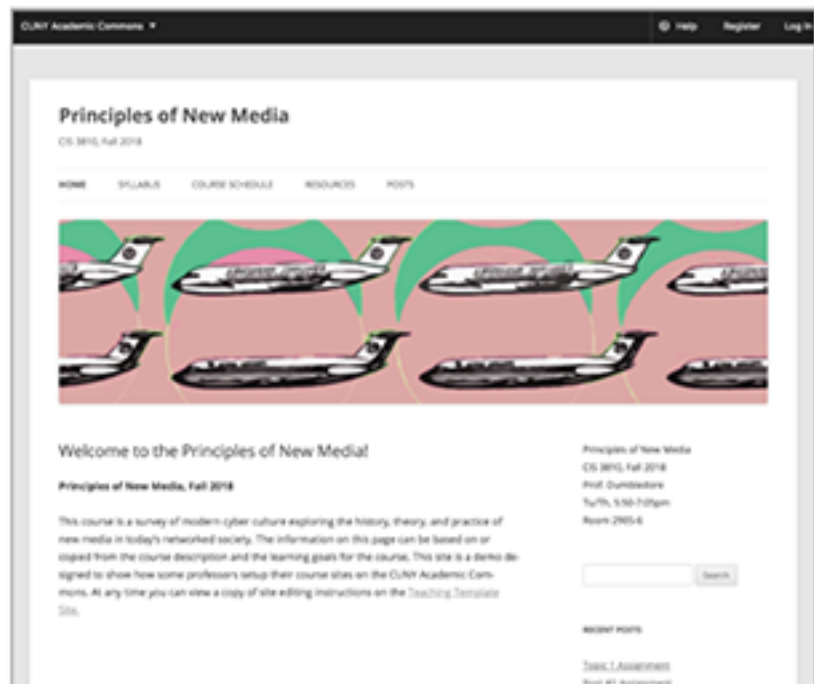 CUNY Academic Commons
Help Register Log In
Principles of New Media
CIS 3810, Fall 2018
HOME SYLLABUS COURSE SCHEDULE RESOURCES POSTS
Welcome to the Principles of New Media!
Principles of New Media, Fall 2018
This course is a survey of modern cyber culture exploring the history, theory, and practice of
new media in today's networked society. The information on this page can be based on or
copied from the course description and the learning goals for the course. This site is a demo de-
signed to show how some professors setup their course sites on the CUNY Academic Com-
mons. At any time you can view a copy of site editing instructions on the Teaching Template
Site.
Principles of New Media
CIS 3810, Fall 2018
Prof. Dumbledore
Tu/Th, 5:50-7:05pm
Room 2905-6
Search
RECENT POSTS
Topic 1 Assignment
Post #2 Assignment